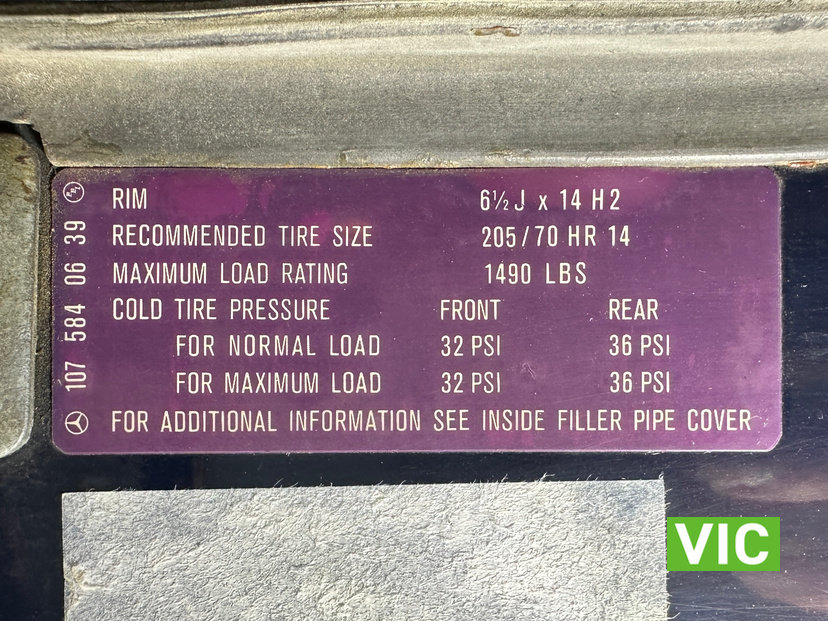 RIM 6½ J x 14 H2
RECOMMENDED TIRE SIZE 205/70 HR 14
MAXIMUM LOAD RATING 1490 LBS
COLD TIRE PRESSURE FRONT REAR
FOR NORMAL LOAD 32 PSI 36 PSI
FOR MAXIMUM LOAD 32 PSI 36 PSI
FOR ADDITIONAL INFORMATION SEE INSIDE FILLER PIPE COVER
107 584 06 39
VIC